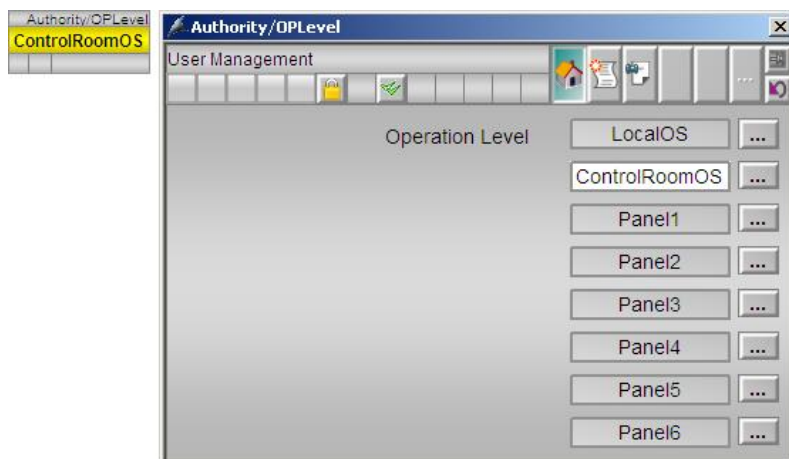 Authority/OPLevel
ControlRoomOS
Authority/OPLevel
User Management
Operation Level LocalOS ...
ControlRoomOS ...
Panel1 ...
Panel2 ...
Panel3 ...
Panel4 ...
Panel5 ...
Panel6 ...